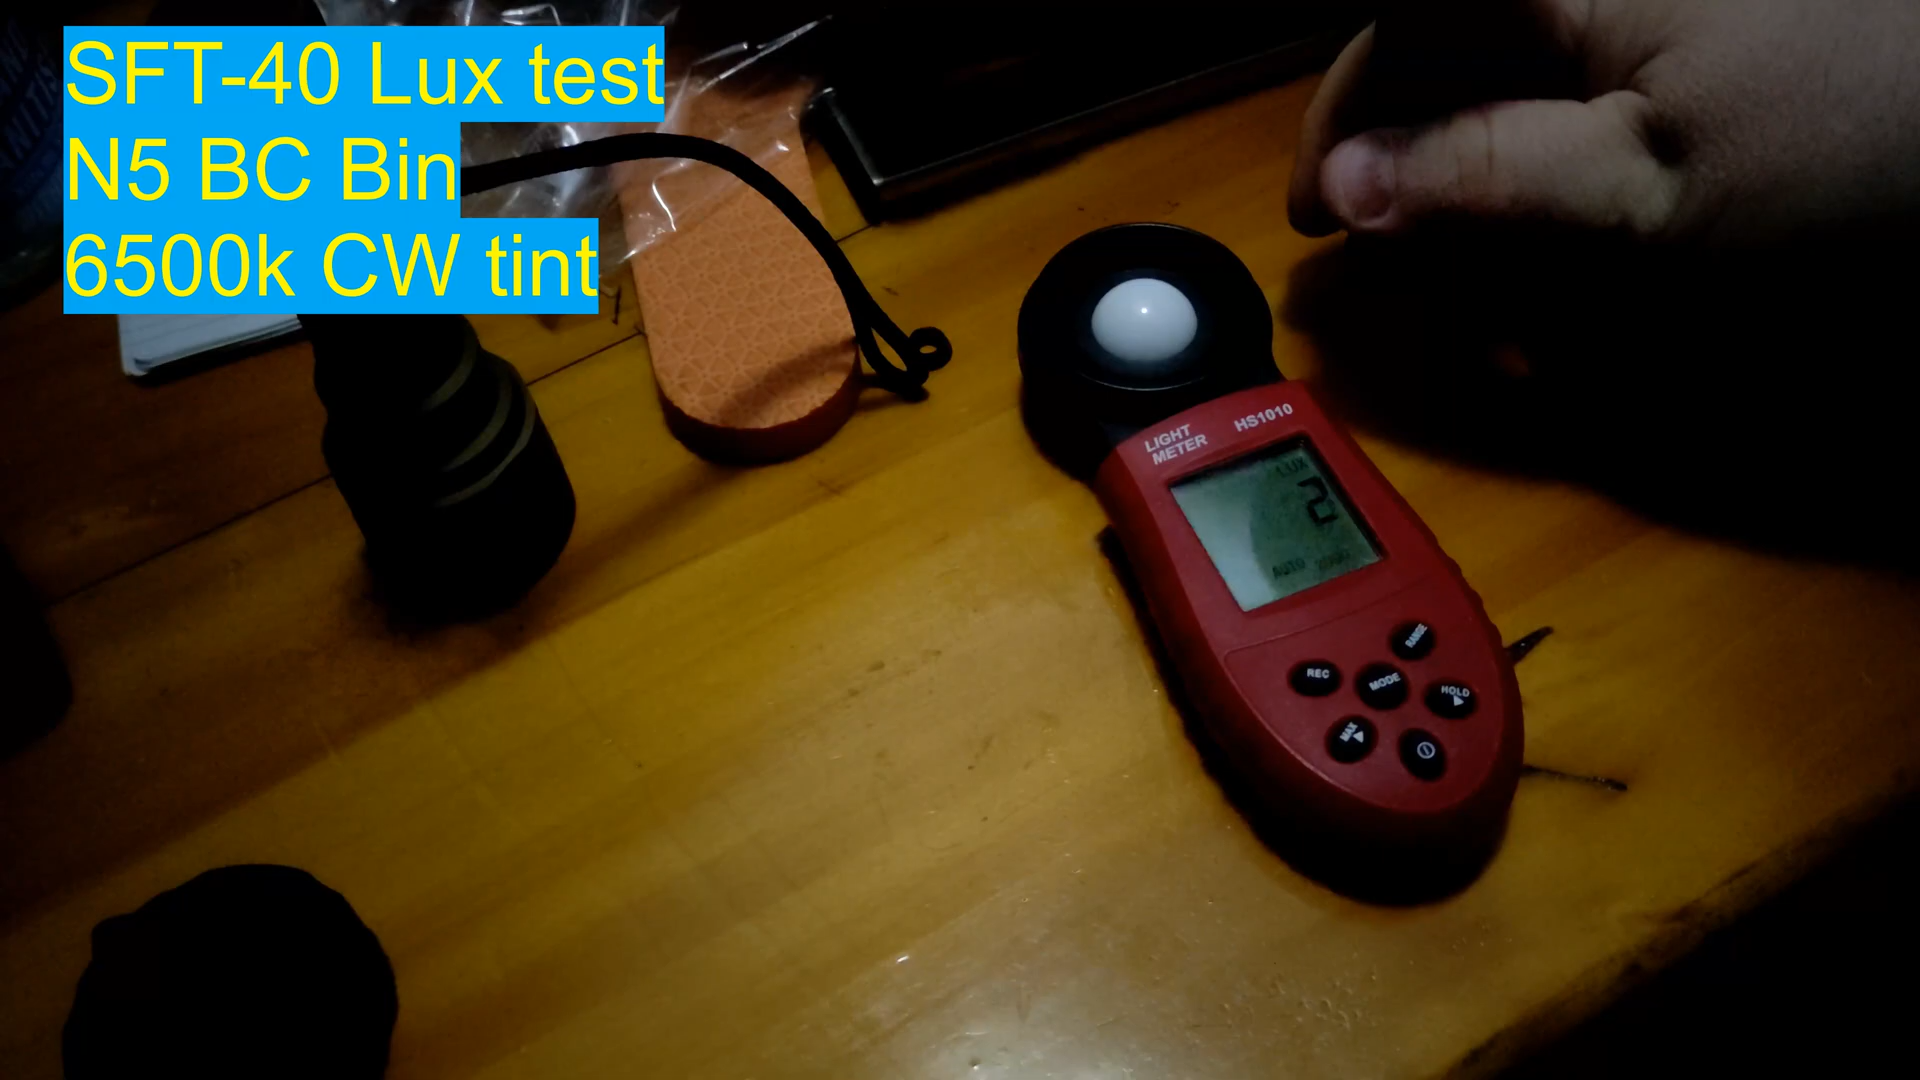 SFT-40 Lux test
N5 BC Bin
6500k CW tint
LIGHT
METER
HS1010
LUX
2
AUTO
RANGE
REC
MODE
HOLD
MAX